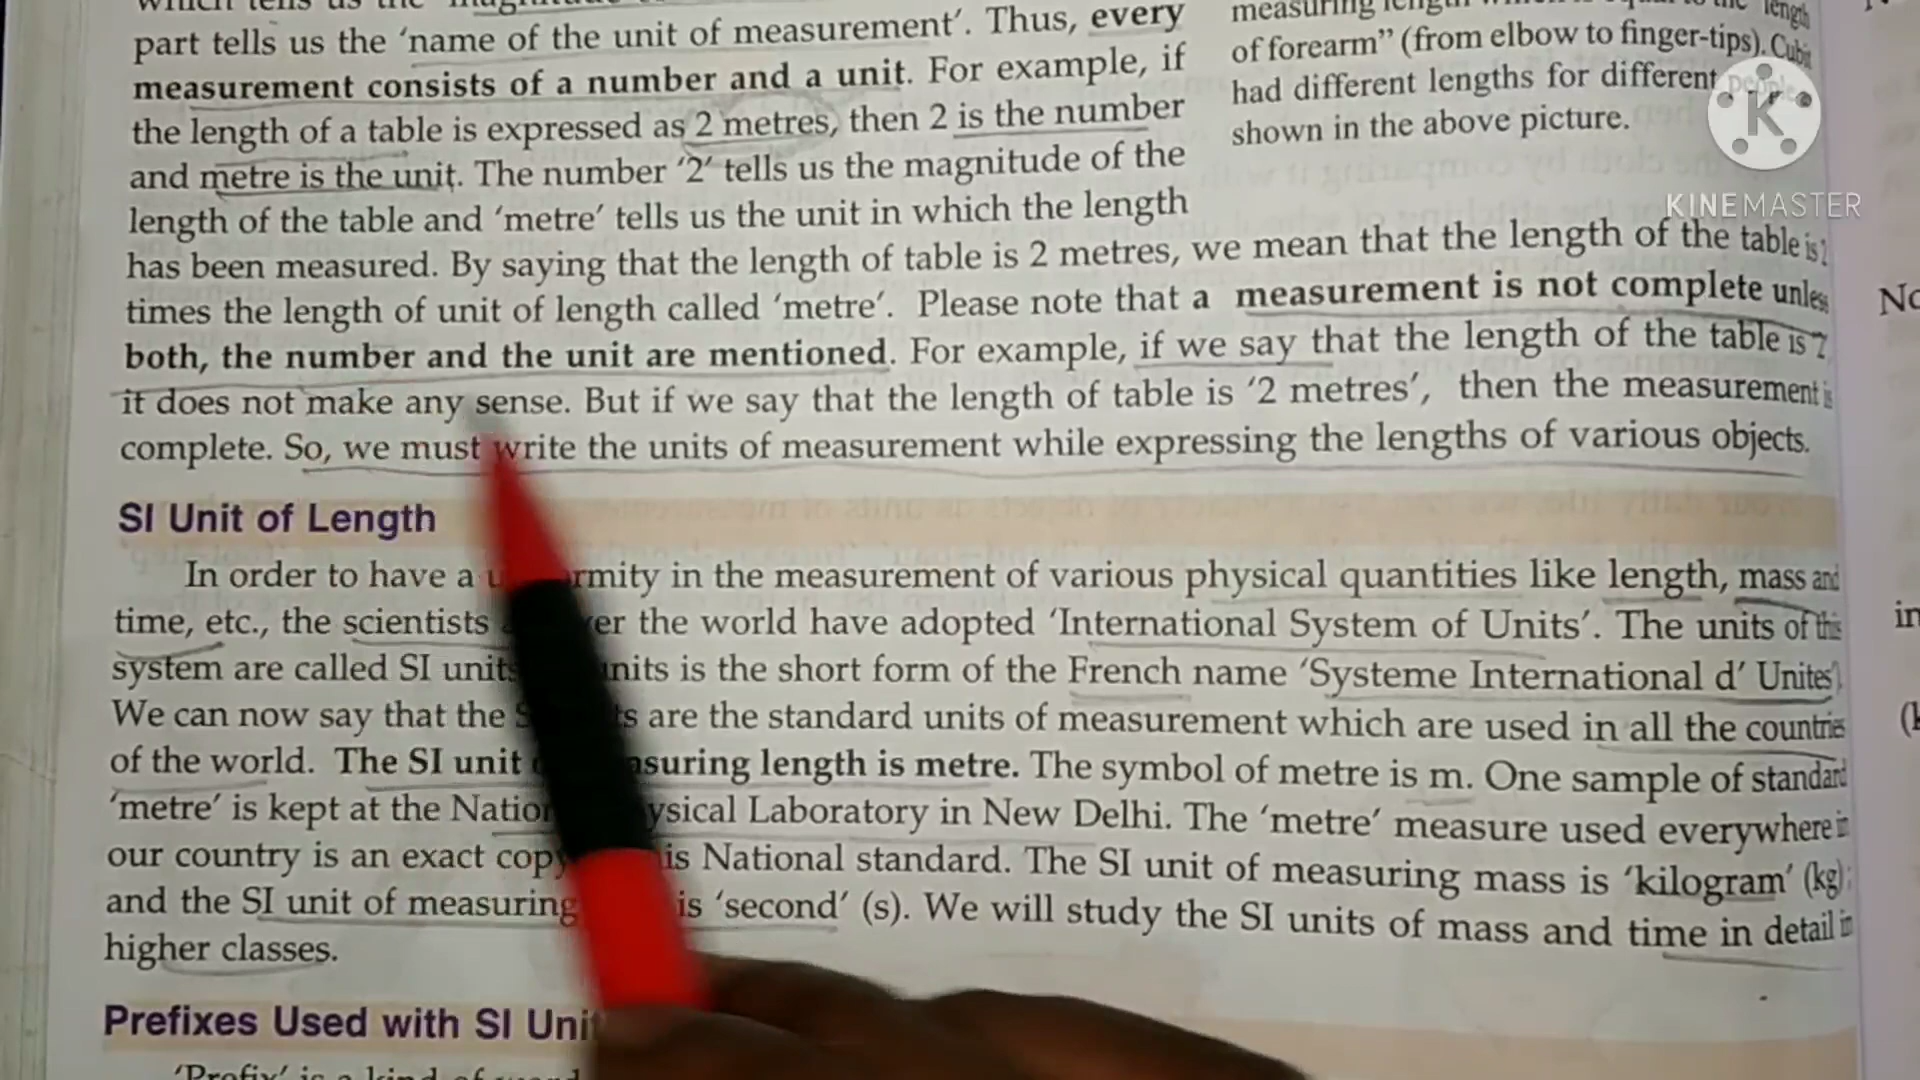 part tells us the 'name of the unit of measurement'. Thus, every
measurement consists of a number and a unit. For example, if
the length of a table is expressed as 2 metres, then 2 is the number
and metre is the unit. The number '2' tells us the magnitude of the
length of the table and 'metre' tells us the unit in which the length
has been measured. By saying that the length of table is 2 metres, we mean that the length of the table is 2
times the length of unit of length called 'metre'. Please note that a measurement is not complete unless
both, the number and the unit are mentioned. For example, if we say that the length of the table is
it does not make any sense. But if we say that the length of table is '2 metres', then the measurement is
complete. So, we must write the units of measurement while expressing the lengths of various objects.
measuring length
of forearm" (from elbow to finger-tips). Cubit
had different lengths for different people
shown in the above picture.
K
KINEMASTER
SI Unit of Length
In order to have a rmity in the measurement of various physical quantities like length, mass and
time, etc., the scientists er the world have adopted 'International System of Units'. The units of this
system are called SI units nits is the short form of the French name 'Systeme International d' Unites'.
We can now say that the S ts are the standard units of measurement which are used in all the countries
of the world. The SI unit asuring length is metre. The symbol of metre is m. One sample of standard
'metre' is kept at the Nation ysical Laboratory in New Delhi. The 'metre' measure used everywhere in
our country is an exact copy is National standard. The SI unit of measuring mass is 'kilogram' (kg)
and the SI unit of measuring is 'second' (s). We will study the SI units of mass and time in detail in
higher classes.
Prefixes Used with SI Uni
'Prefix' is a kind of word
No
in
(k